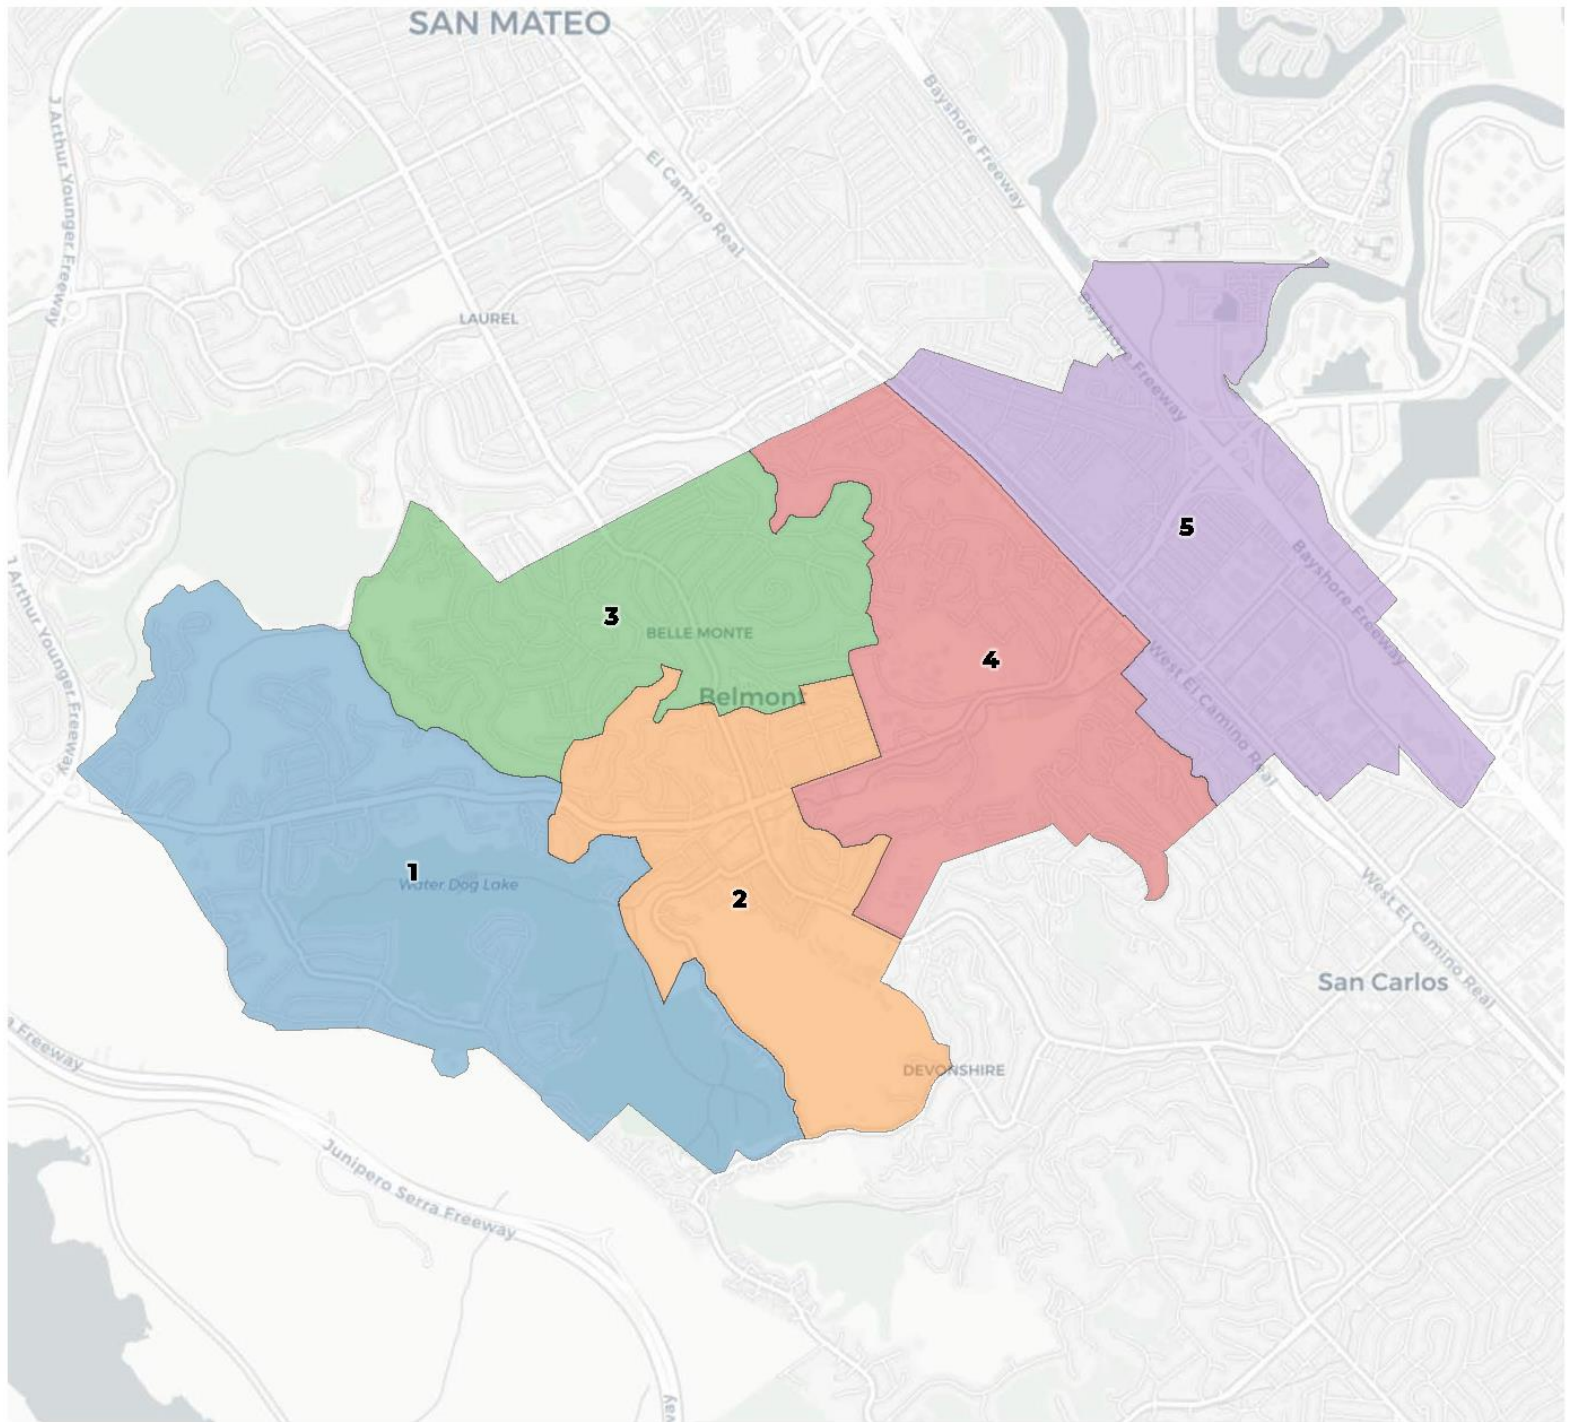 SAN MATEO
Bayshore Freeway
J Arthur Younger Freeway
El Camino Real
LAUREL
Bayshore Freeway
5
Bayshore Freeway
J Arthur Younger Freeway
3
BELLE MONTE
4
Belmont
West El Camino Real
1
Water Dog Lake
2
West El Camino Real
San Carlos
Freeway
DEVONSHIRE
Junipero Serra Freeway